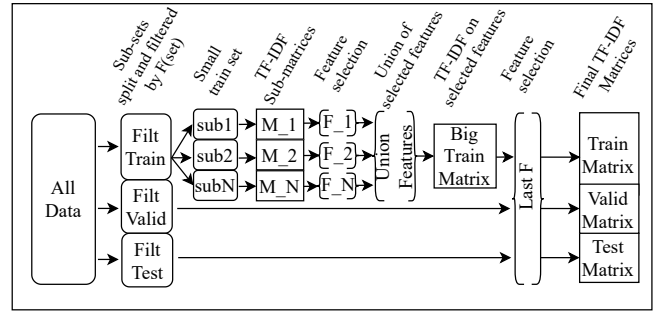 Sub-sets
split and filtered
by F(set)
Small
train set
TF-IDF
Sub-matrices
Feature
selection
Union of
selected features
TF-IDF on
selected features
Feature
selection
Final TF-IDF
Matrices
All
Data
Filt
Train
Filt
Valid
Filt
Test
sub1
sub2
subN
M_1
M_2
M_N
F_1
F_2
F_N
Union
Features
Big
Train
Matrix
Last F
Train
Matrix
Valid
Matrix
Test
Matrix